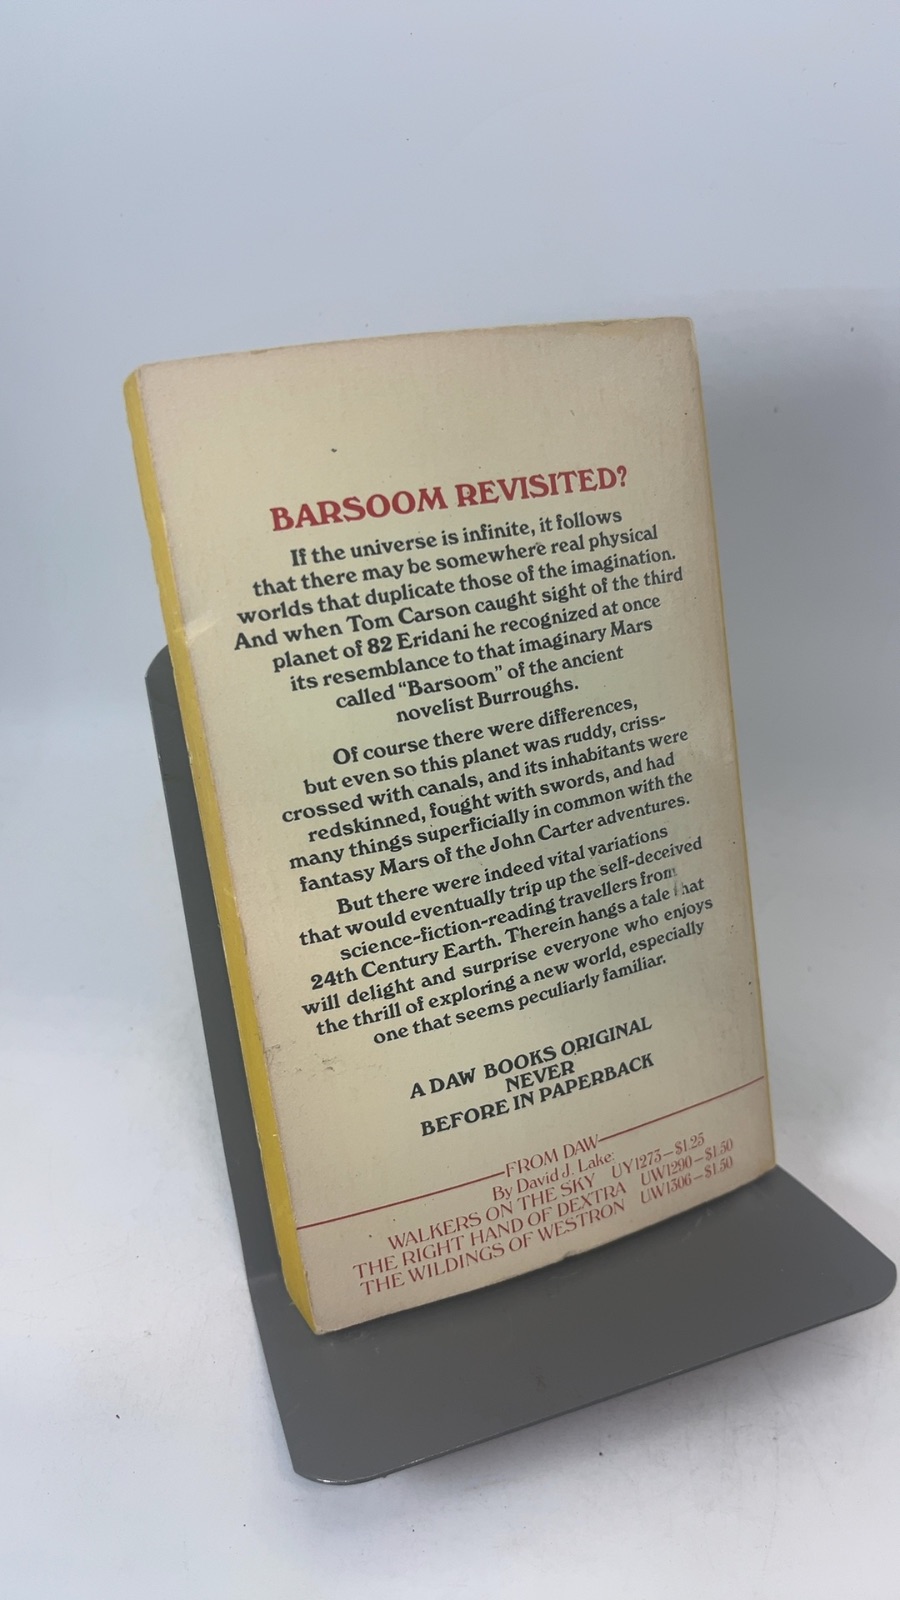 BARSOOM REVISITED?
If the universe is infinite, it follows
that there may be somewhere real physical
worlds that duplicate those of the imagination.
And when Tom Carson caught sight of the third
planet of 82 Eridani he recognized at once
its resemblance to that imaginary Mars
called “Barsoom” of the ancient
novelist Burroughs.
Of course there were differences,
but even so this planet was ruddy, criss-
crossed with canals, and its inhabitants were
redskinned, fought with swords, and had
many things superficially in common with the
fantasy Mars of the John Carter adventures.
But there were indeed vital variations
that would eventually trip up the self-deceived
science-fiction-reading travellers from
24th Century Earth. Therein hangs a tale that
will delight and surprise everyone who enjoys
the thrill of exploring a new world, especially
one that seems peculiarly familiar.
A DAW BOOKS ORIGINAL
NEVER
BEFORE IN PAPERBACK
FROM DAW
By David J. Lake:
WALKERS ON THE SKY UY1273—$1.25
THE RIGHT HAND OF DEXTRA UW1290—$1.50
THE WILDINGS OF WESTRON UW1306—$1.50